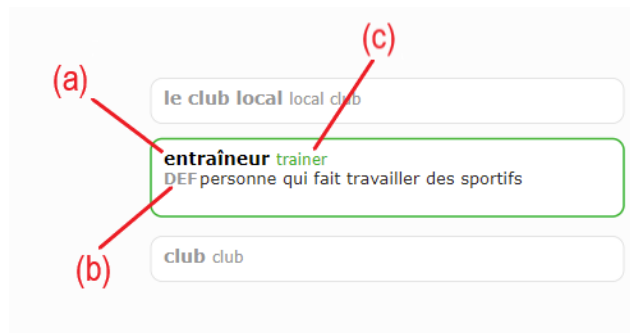 (c)
(a)
le club local local club
entraîneur trainer
DEF personne qui fait travailler des sportifs
(b)
club club